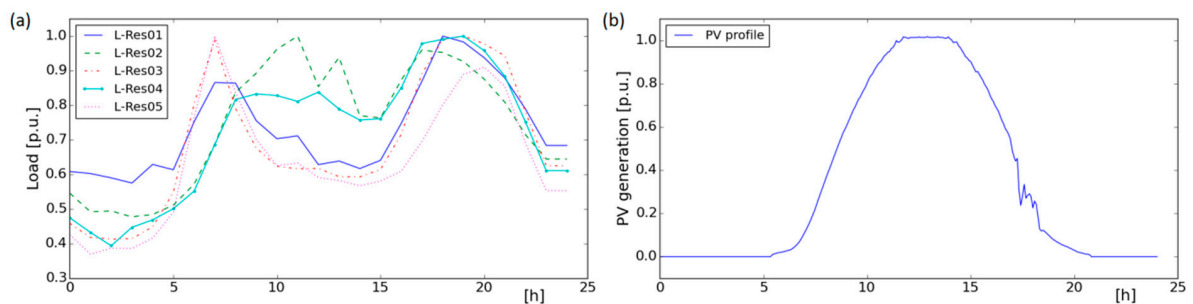 (a)
L-Res01
L-Res02
L-Res03
L-Res04
L-Res05
Load [p.u.]
1.0
0.9
0.8
0.7
0.6
0.5
0.4
0.3
0 5 10 15 20 25
[h]
(b)
PV profile
PV generation [p.u.]
1.0
0.8
0.6
0.4
0.2
0.0
0 5 10 15 20 25
[h]